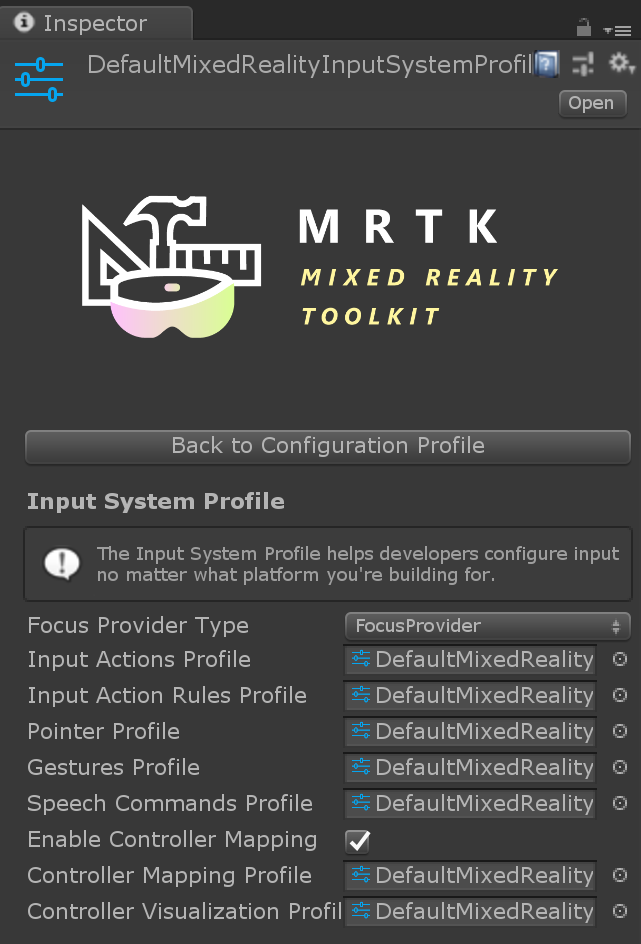 Inspector
DefaultMixedRealityInputSystemProfil
Open
MRTK
MIXED REALITY
TOOLKIT
Back to Configuration Profile
Input System Profile
The Input System Profile helps developers configure input
no matter what platform you're building for.
Focus Provider Type FocusProvider
Input Actions Profile DefaultMixedReality
Input Action Rules Profile DefaultMixedReality
Pointer Profile DefaultMixedReality
Gestures Profile DefaultMixedReality
Speech Commands Profile DefaultMixedReality
Enable Controller Mapping
Controller Mapping Profile DefaultMixedReality
Controller Visualization Profil DefaultMixedReality